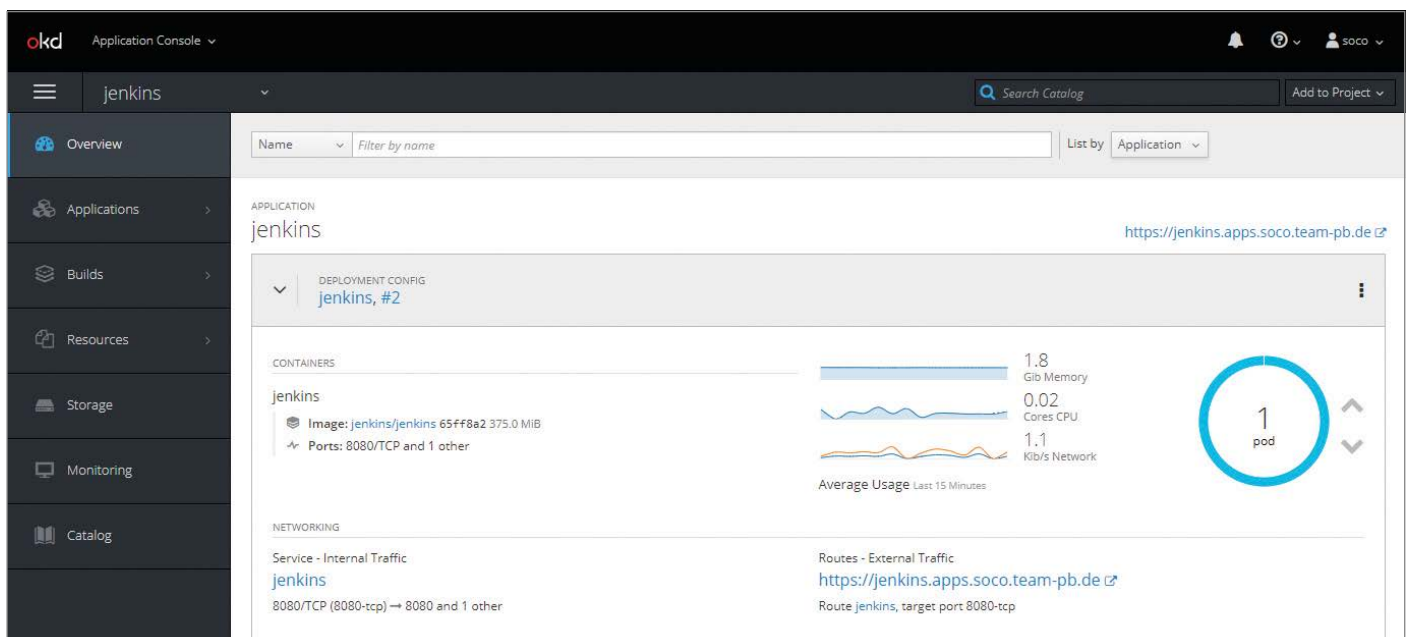 okd Application Console soco
jenkins Search Catalog Add to Project
Overview
Name Filter by name List by Application
Applications
APPLICATION
jenkins
https://jenkins.apps.soco.team-pb.de
Builds
DEPLOYMENT CONFIG
jenkins, #2
Resources
CONTAINERS
jenkins
Image: jenkins/jenkins 65ff8a2 375.0 MiB
Ports: 8080/TCP and 1 other
1.8
Gib Memory
0.02
Cores CPU
1.1
Kib/s Network
Average Usage Last 15 Minutes
1
pod
Storage
Monitoring
Catalog
NETWORKING
Service - Internal Traffic
jenkins
8080/TCP (8080-tcp) → 8080 and 1 other
Routes - External Traffic
https://jenkins.apps.soco.team-pb.de
Route jenkins, target port 8080-tcp